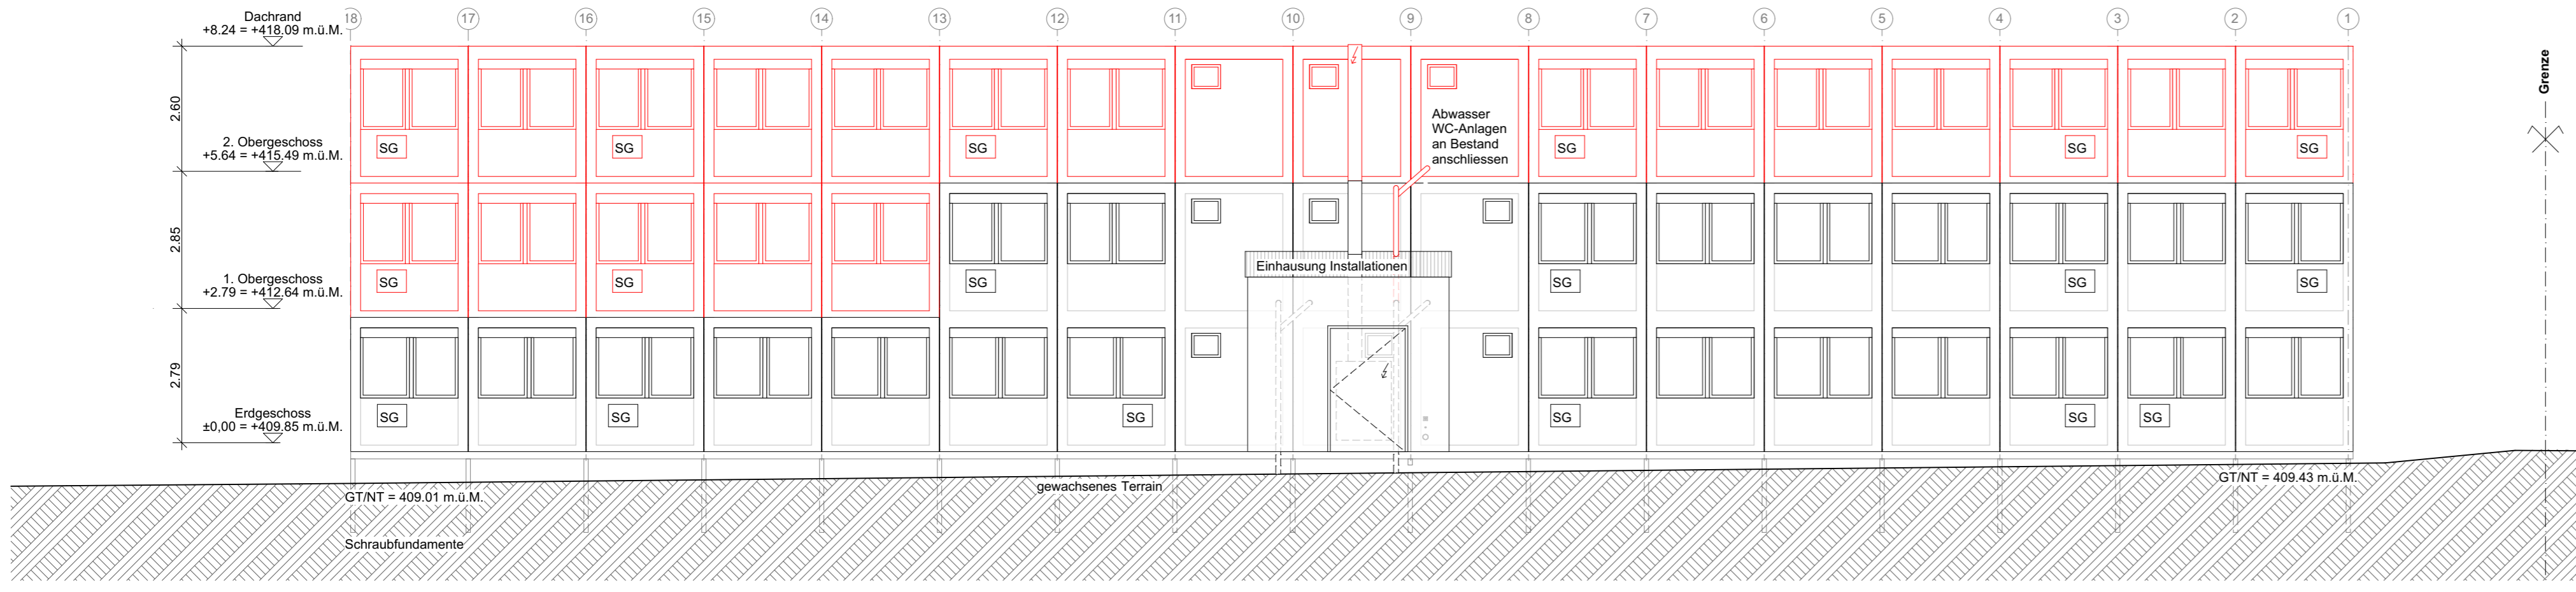 Dachrand
+8.24 = +418.09 m.ü.M.
18
17
16
15
14
13
12
11
10
9
8
7
6
5
4
3
2
1
Grenze
2.60
Abwasser
WC-Anlagen
an Bestand
anschliessen
2. Obergeschoss
+5.64 = +415.49 m.ü.M.
SG
SG
SG
SG
SG
SG
2.85
Einhausung Installationen
1. Obergeschoss
+2.79 = +412.64 m.ü.M.
SG
SG
SG
SG
SG
SG
2.79
Erdgeschoss
±0,00 = +409.85 m.ü.M.
SG
SG
SG
SG
SG
SG
GT/NT = 409.01 m.ü.M.
gewachsenes Terrain
GT/NT = 409.43 m.ü.M.
Schraubfundamente